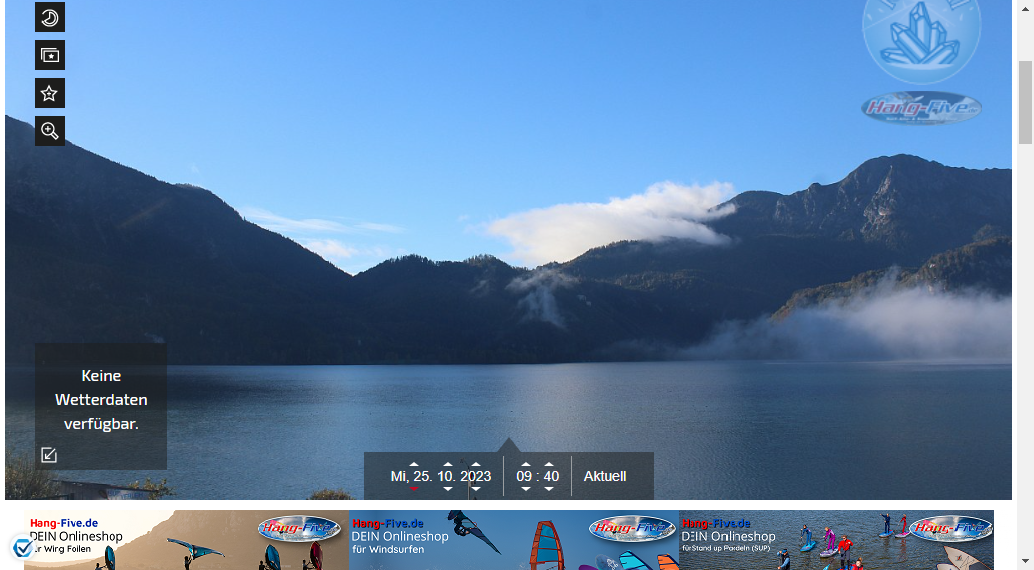 Hang-Five
Keine
Wetterdaten
verfügbar.
Mi, 25. 10. 2023
09 : 40
Aktuell
Hang-Five.de
DEIN Onlineshop
für Wing Foilen
Hang-Five
Hang-Five.de
DEIN Onlineshop
für Windsurfen
Hang-Five
Hang-Five.de
DEIN Onlineshop
für Stand up Paddeln (SUP)
Hang-Five